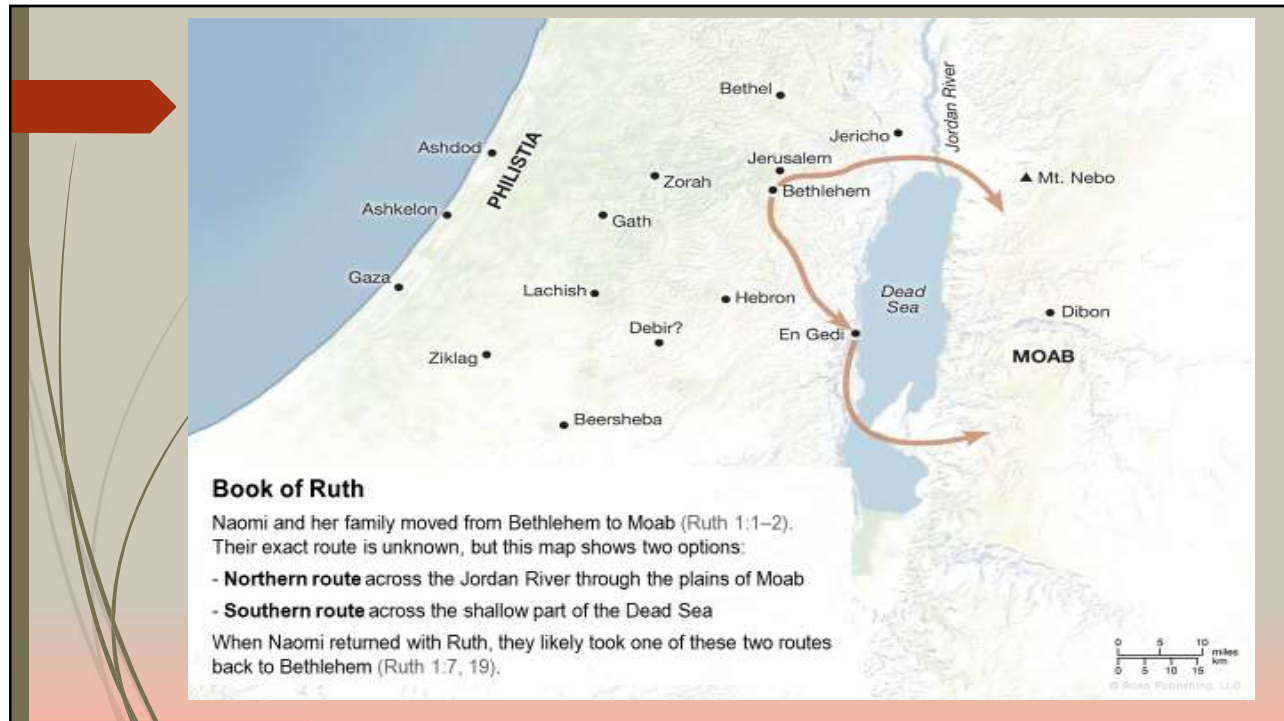 Bethel
Jordan River
Jericho
Ashdod
PHILISTIA
Jerusalem
Zorah
Mt. Nebo
Bethlehem
Ashkelon
Gath
Gaza
Lachish
Hebron
Dead
Sea
Dibon
Debir?
En Gedi
MOAB
Ziklag
Beersheba
Book of Ruth
Naomi and her family moved from Bethlehem to Moab (Ruth 1:1–2).
Their exact route is unknown, but this map shows two options:
- Northern route across the Jordan River through the plains of Moab
- Southern route across the shallow part of the Dead Sea
When Naomi returned with Ruth, they likely took one of these two routes
back to Bethlehem (Ruth 1:7, 19).
0 5 10
miles
km
0 5 10 15
© Rose Publishing, LLC